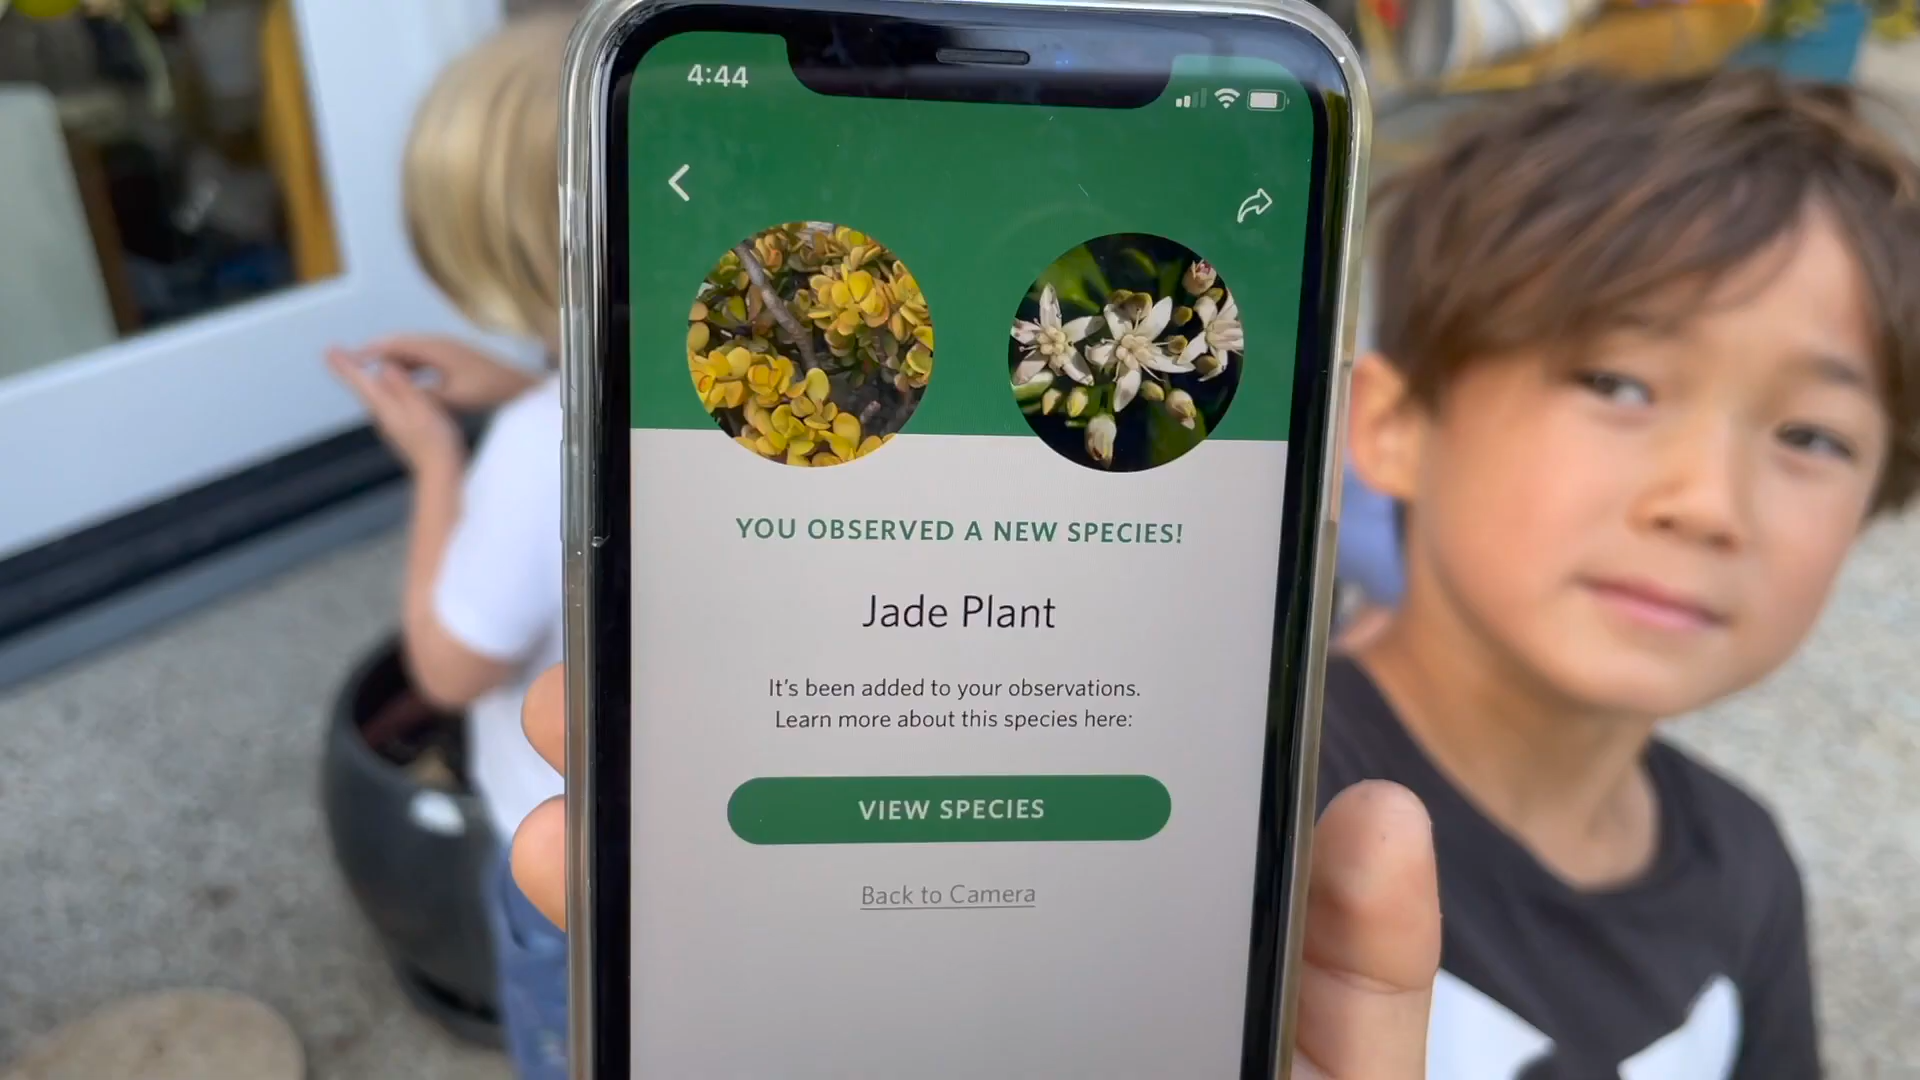 4:44
YOU OBSERVED A NEW SPECIES!
Jade Plant
It's been added to your observations.
Learn more about this species here:
VIEW SPECIES
Back to Camera